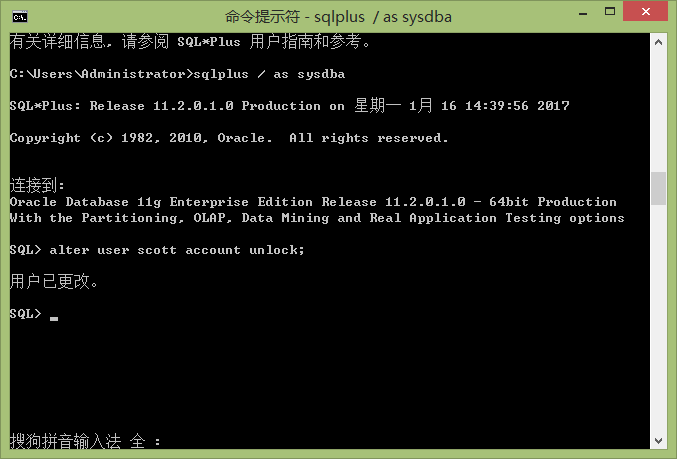 命令提示符 - sqlplus / as sysdba
有关详细信息, 请参阅 SQL*Plus 用户指南和参考。
C:\Users\Administrator>sqlplus / as sysdba
SQL*Plus: Release 11.2.0.1.0 Production on 星期一 1月 16 14:39:56 2017
Copyright (c) 1982, 2010, Oracle.  All rights reserved.
连接到:
Oracle Database 11g Enterprise Edition Release 11.2.0.1.0 - 64bit Production
With the Partitioning, OLAP, Data Mining and Real Application Testing options
SQL> alter user scott account unlock;
用户已更改。
SQL> _
搜狗拼音输入法 全 :